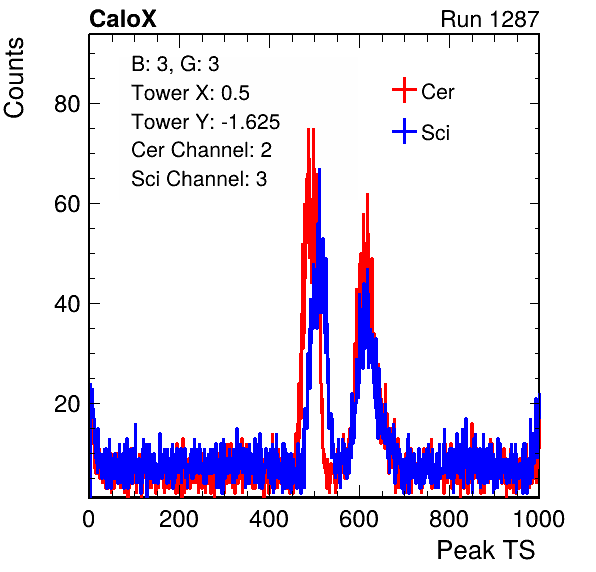 CaloX
Run 1287
Counts
B: 3, G: 3
Tower X: 0.5
Tower Y: -1.625
Cer Channel: 2
Sci Channel: 3
Cer
Sci
80
60
40
20
0 200 400 600 800 1000
Peak TS